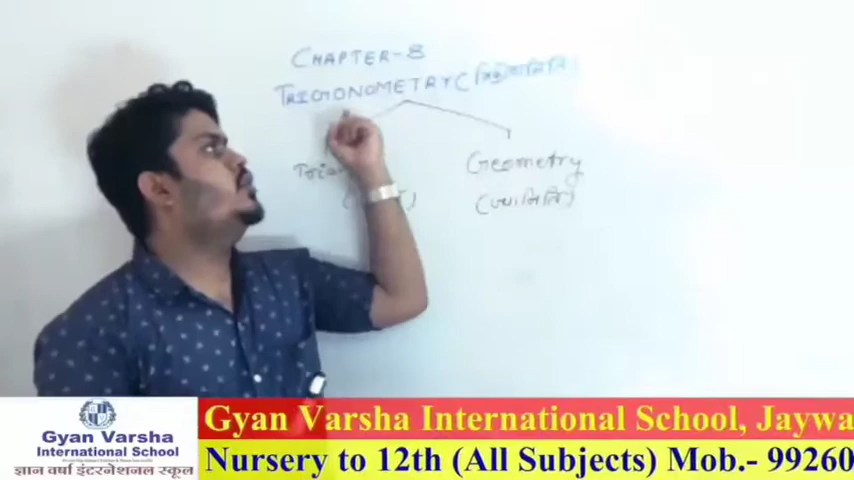 CHAPTER-8
TRIGONOMETRY (त्रिकोणमिति)
Geometry
(ज्यामिति)
Gyan Varsha
International School
ज्ञान वर्षा इंटरनेशनल स्कूल
Gyan Varsha International School, Jaywa
Nursery to 12th (All Subjects) Mob.- 99260